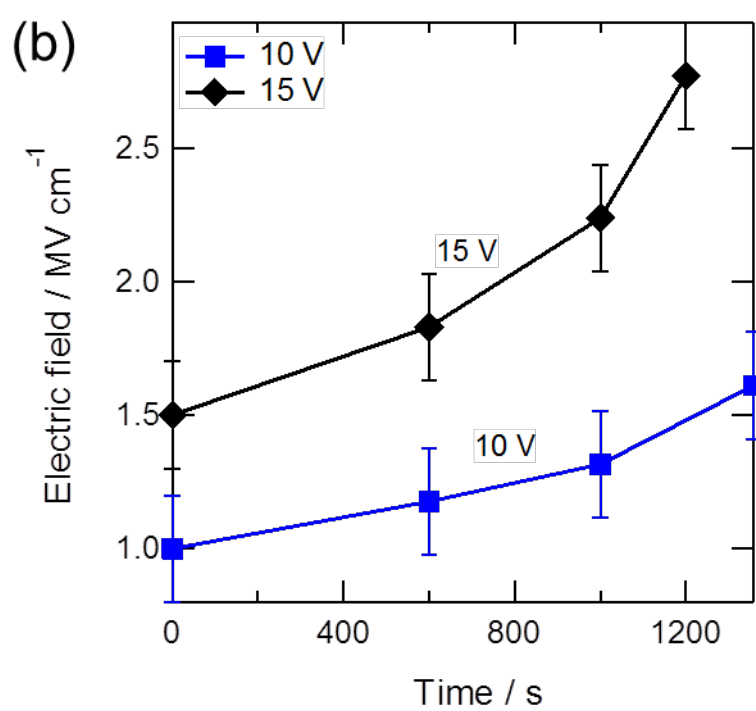 (b)
10 V
15 V
Electric field / MV cm⁻¹
2.5
2.0
1.5
1.0
15 V
10 V
0
400
800
1200
Time / s